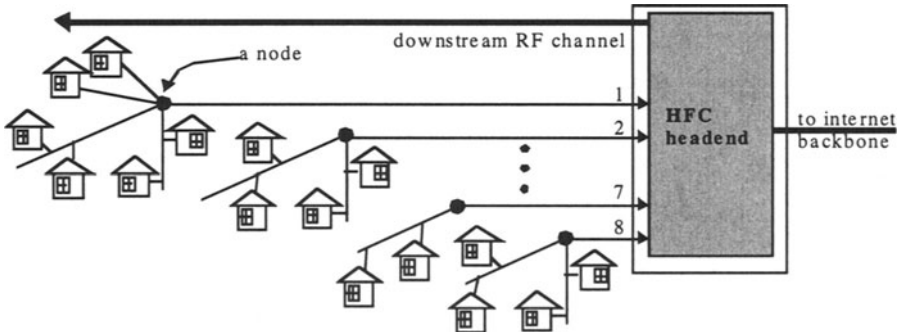 downstream RF channel
a node
1
2
7
8
HFC
headend
to internet
backbone